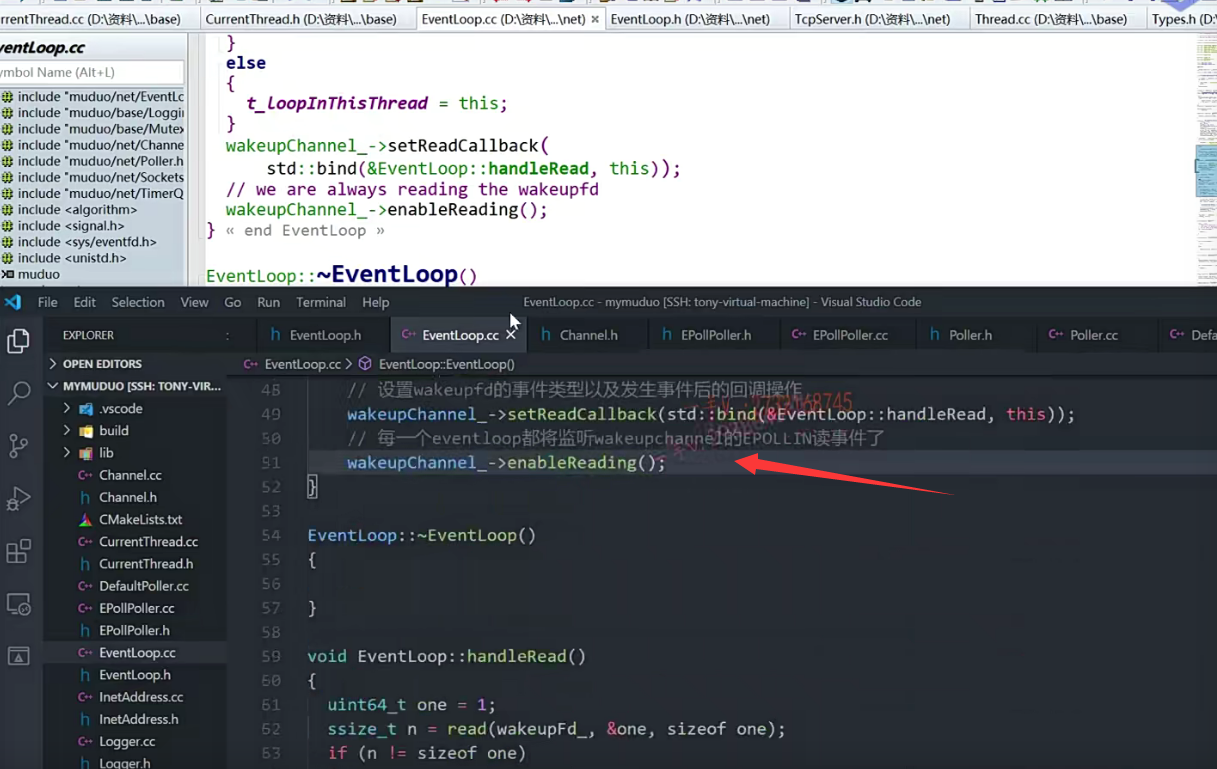 rrentThread.cc (D:\资料\...\base)
CurrentThread.h (D:\资料\...\base)
EventLoop.cc (D:\资料\...\net) ×
EventLoop.h (D:\资料\...\net)
TcpServer.h (D:\资料\...\net)
Thread.cc (D:\资料\...\base)
Types.h (D:\资
ventLoop.cc
ymbol Name (Alt+L)
include "muduo/net/EventLo
include "muduo/base/Loggin
include "muduo/base/Mutex
include "muduo/net/Channe
include "muduo/net/Poller.h
include "muduo/net/Sockets
include "muduo/net/TimerQ
include <algorithm>
include <signal.h>
include <sys/eventfd.h>
include <unistd.h>
muduo
}
else
{
t_loopInThisThread = this;
}
wakeupChannel_->setReadCallback(
std::bind(&EventLoop::handleRead, this));
// we are always reading the wakeupfd
wakeupChannel_->enableReading();
} « end EventLoop »
EventLoop::~EventLoop()
File Edit Selection View Go Run Terminal Help
EventLoop.cc - mymuduo [SSH: tony-virtual-machine] - Visual Studio Code
EXPLORER
OPEN EDITORS
MYMUDUO [SSH: TONY-VIR...
.vscode
build
lib
Channel.cc
Channel.h
CMakeLists.txt
CurrentThread.cc
CurrentThread.h
DefaultPoller.cc
EPollPoller.cc
EPollPoller.h
EventLoop.cc
EventLoop.h
InetAddress.cc
InetAddress.h
Logger.cc
Logger.h
EventLoop.h
EventLoop.cc ×
Channel.h
EPollPoller.h
EPollPoller.cc
Poller.h
Poller.cc
Defa
EventLoop.cc > EventLoop::EventLoop()
48 // 设置wakeupfd的事件类型以及发生事件后的回调操作
49 wakeupChannel_->setReadCallback(std::bind(&EventLoop::handleRead, this));
50 // 每一个eventloop都将监听wakeupchannel的EPOLLIN读事件了
51 wakeupChannel_->enableReading();
52 }
53
54 EventLoop::~EventLoop()
55 {
56
57 }
58
59 void EventLoop::handleRead()
60 {
61 uint64_t one = 1;
62 ssize_t n = read(wakeupFd_, &one, sizeof one);
63 if (n != sizeof one)